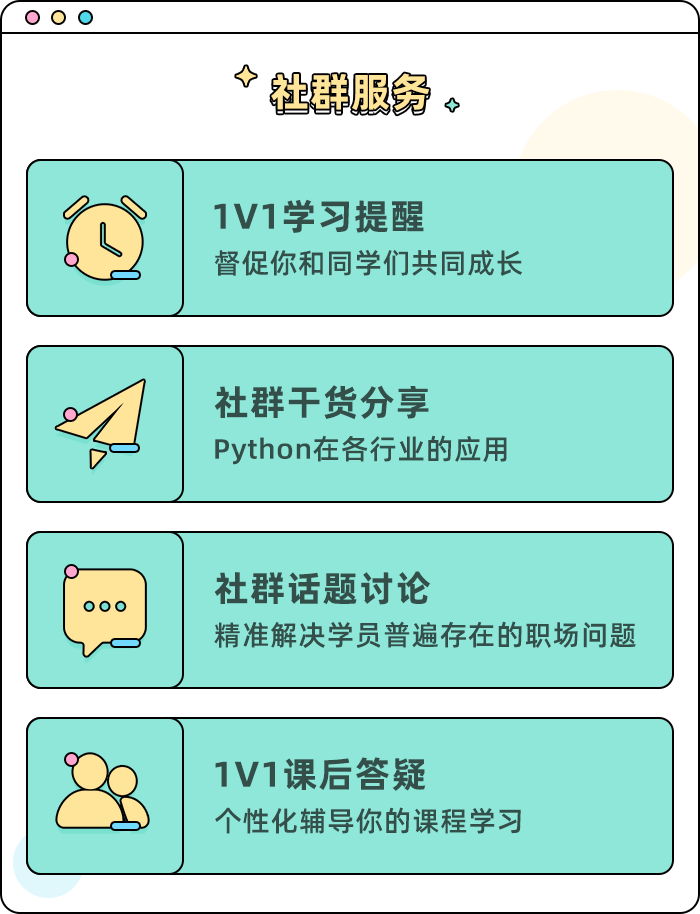 社群服务
1V1学习提醒
督促你和同学们共同成长
社群干货分享
Python在各行业的应用
社群话题讨论
精准解决学员普遍存在的职场问题
1V1课后答疑
个性化辅导你的课程学习